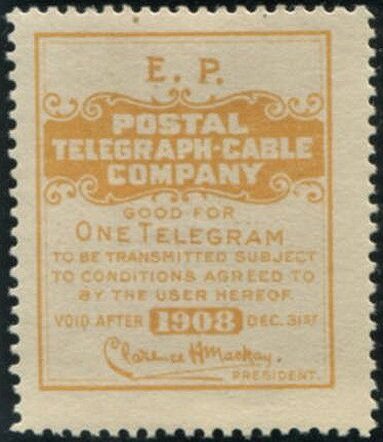 E. P.
POSTAL
TELEGRAPH-CABLE
COMPANY
GOOD FOR
ONE TELEGRAM
TO BE TRANSMITTED SUBJECT
TO CONDITIONS AGREED TO
BY THE USER HEREOF.
VOID AFTER 1908 DEC. 31ST
Clarence H Mackay.
PRESIDENT.